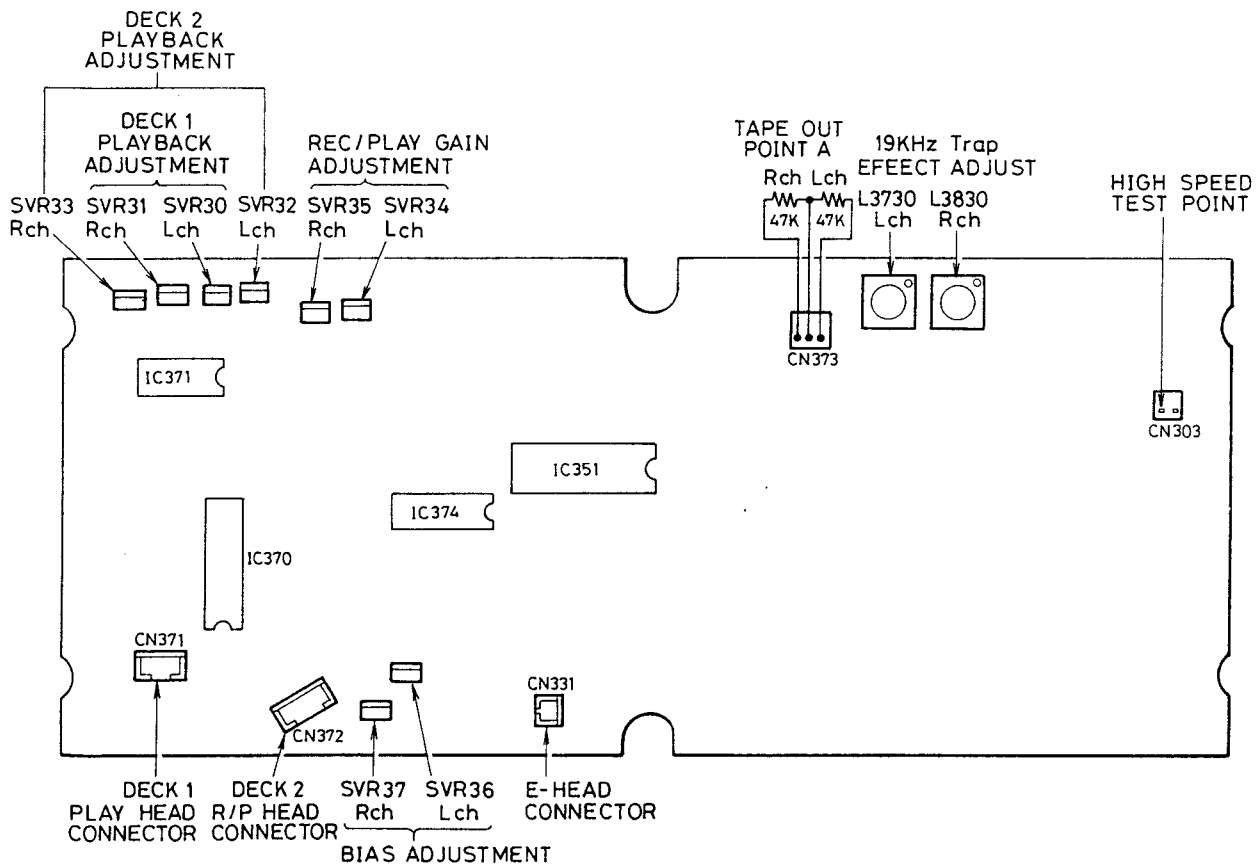 DECK 2
PLAYBACK
ADJUSTMENT
DECK 1
PLAYBACK
ADJUSTMENT
REC/PLAY GAIN
ADJUSTMENT
SVR33
Rch
SVR31
Rch
SVR30
Lch
SVR32
Lch
SVR35
Rch
SVR34
Lch
TAPE OUT
POINT A
Rch Lch
47K 47K
19KHz Trap
EFEECT ADJUST
L3730
Lch
L3830
Rch
HIGH SPEED
TEST POINT
CN373
CN303
IC371
IC351
IC374
IC370
CN371
CN372
CN331
DECK 1
PLAY HEAD
CONNECTOR
DECK 2
R/P HEAD
CONNECTOR
SVR37
Rch
SVR36
Lch
BIAS ADJUSTMENT
E-HEAD
CONNECTOR